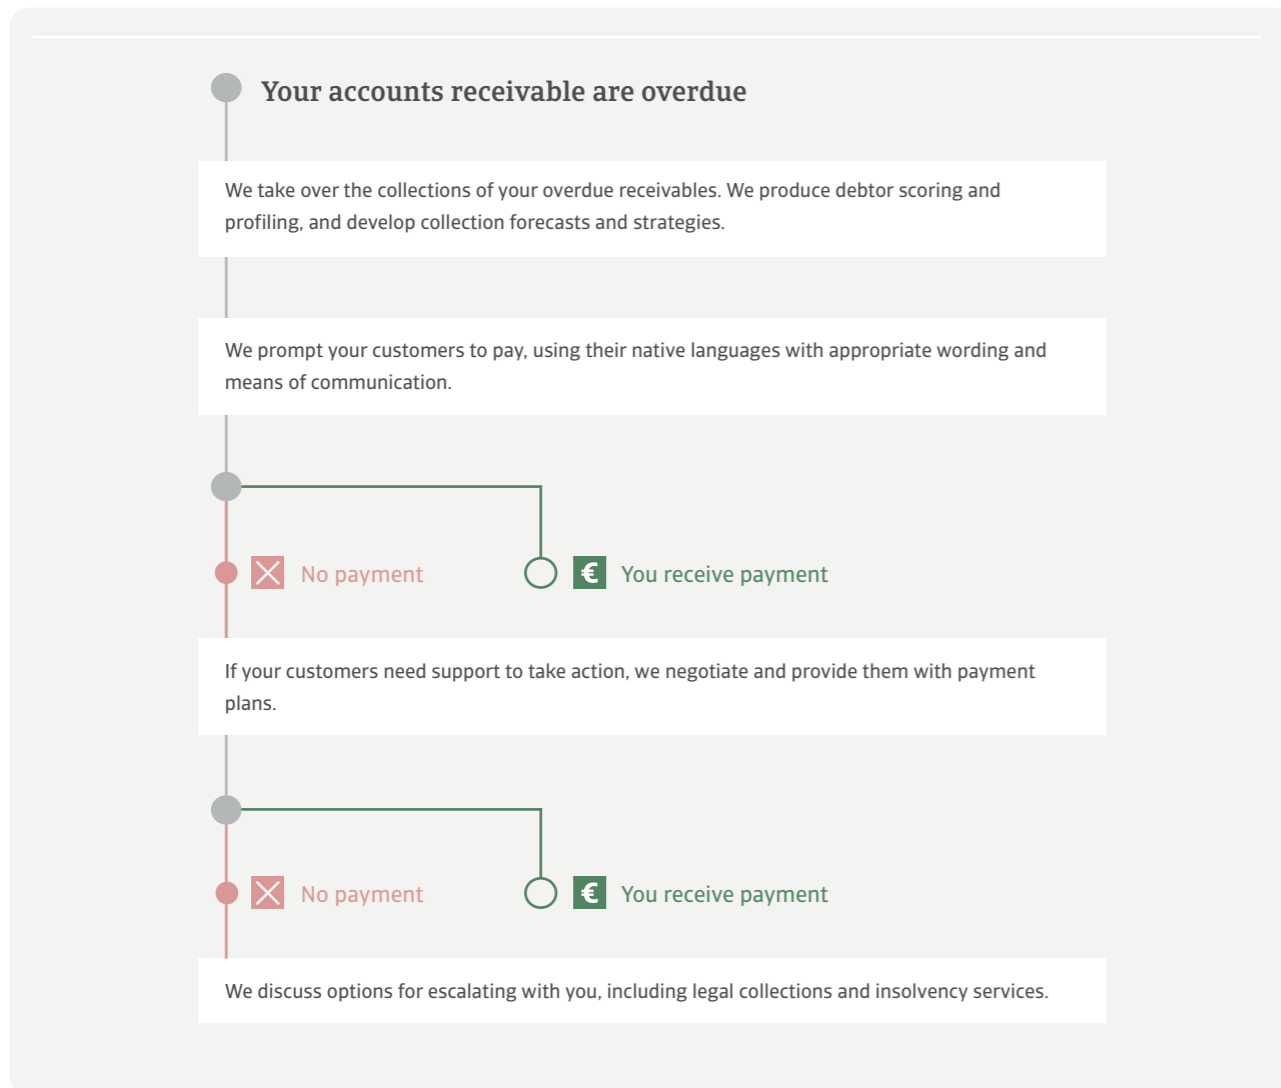 Your accounts receivable are overdue
We take over the collections of your overdue receivables. We produce debtor scoring and
profiling, and develop collection forecasts and strategies.
We prompt your customers to pay, using their native languages with appropriate wording and
means of communication.
No payment
€ You receive payment
If your customers need support to take action, we negotiate and provide them with payment
plans.
No payment
€ You receive payment
We discuss options for escalating with you, including legal collections and insolvency services.